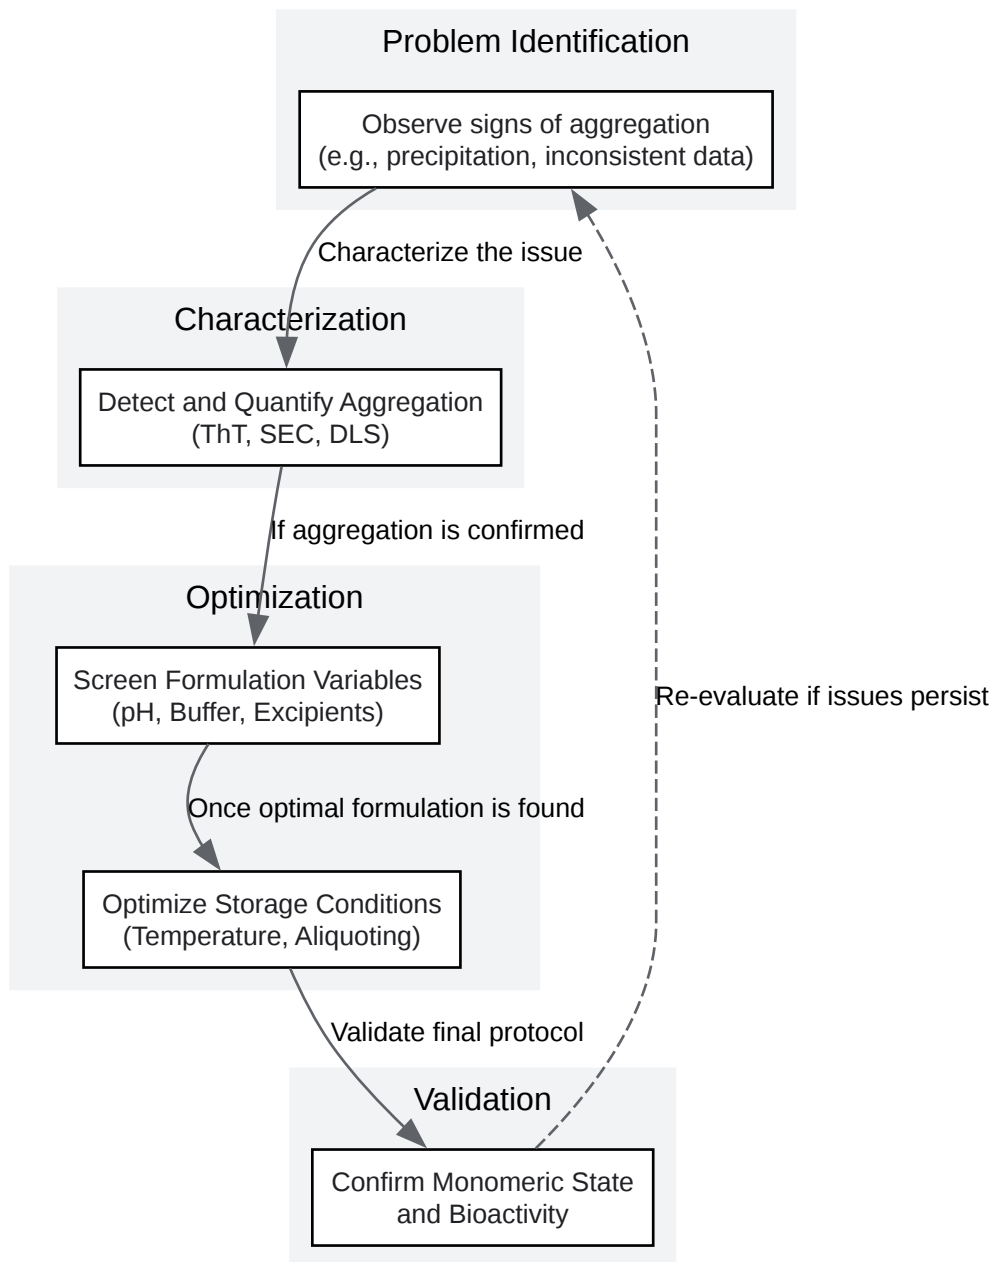 Problem Identification
Observe signs of aggregation
(e.g., precipitation, inconsistent data)
Characterize the issue
Characterization
Detect and Quantify Aggregation
(ThT, SEC, DLS)
If aggregation is confirmed
Optimization
Screen Formulation Variables
(pH, Buffer, Excipients)
Re-evaluate if issues persist
Once optimal formulation is found
Optimize Storage Conditions
(Temperature, Aliquoting)
Validate final protocol
Validation
Confirm Monomeric State
and Bioactivity